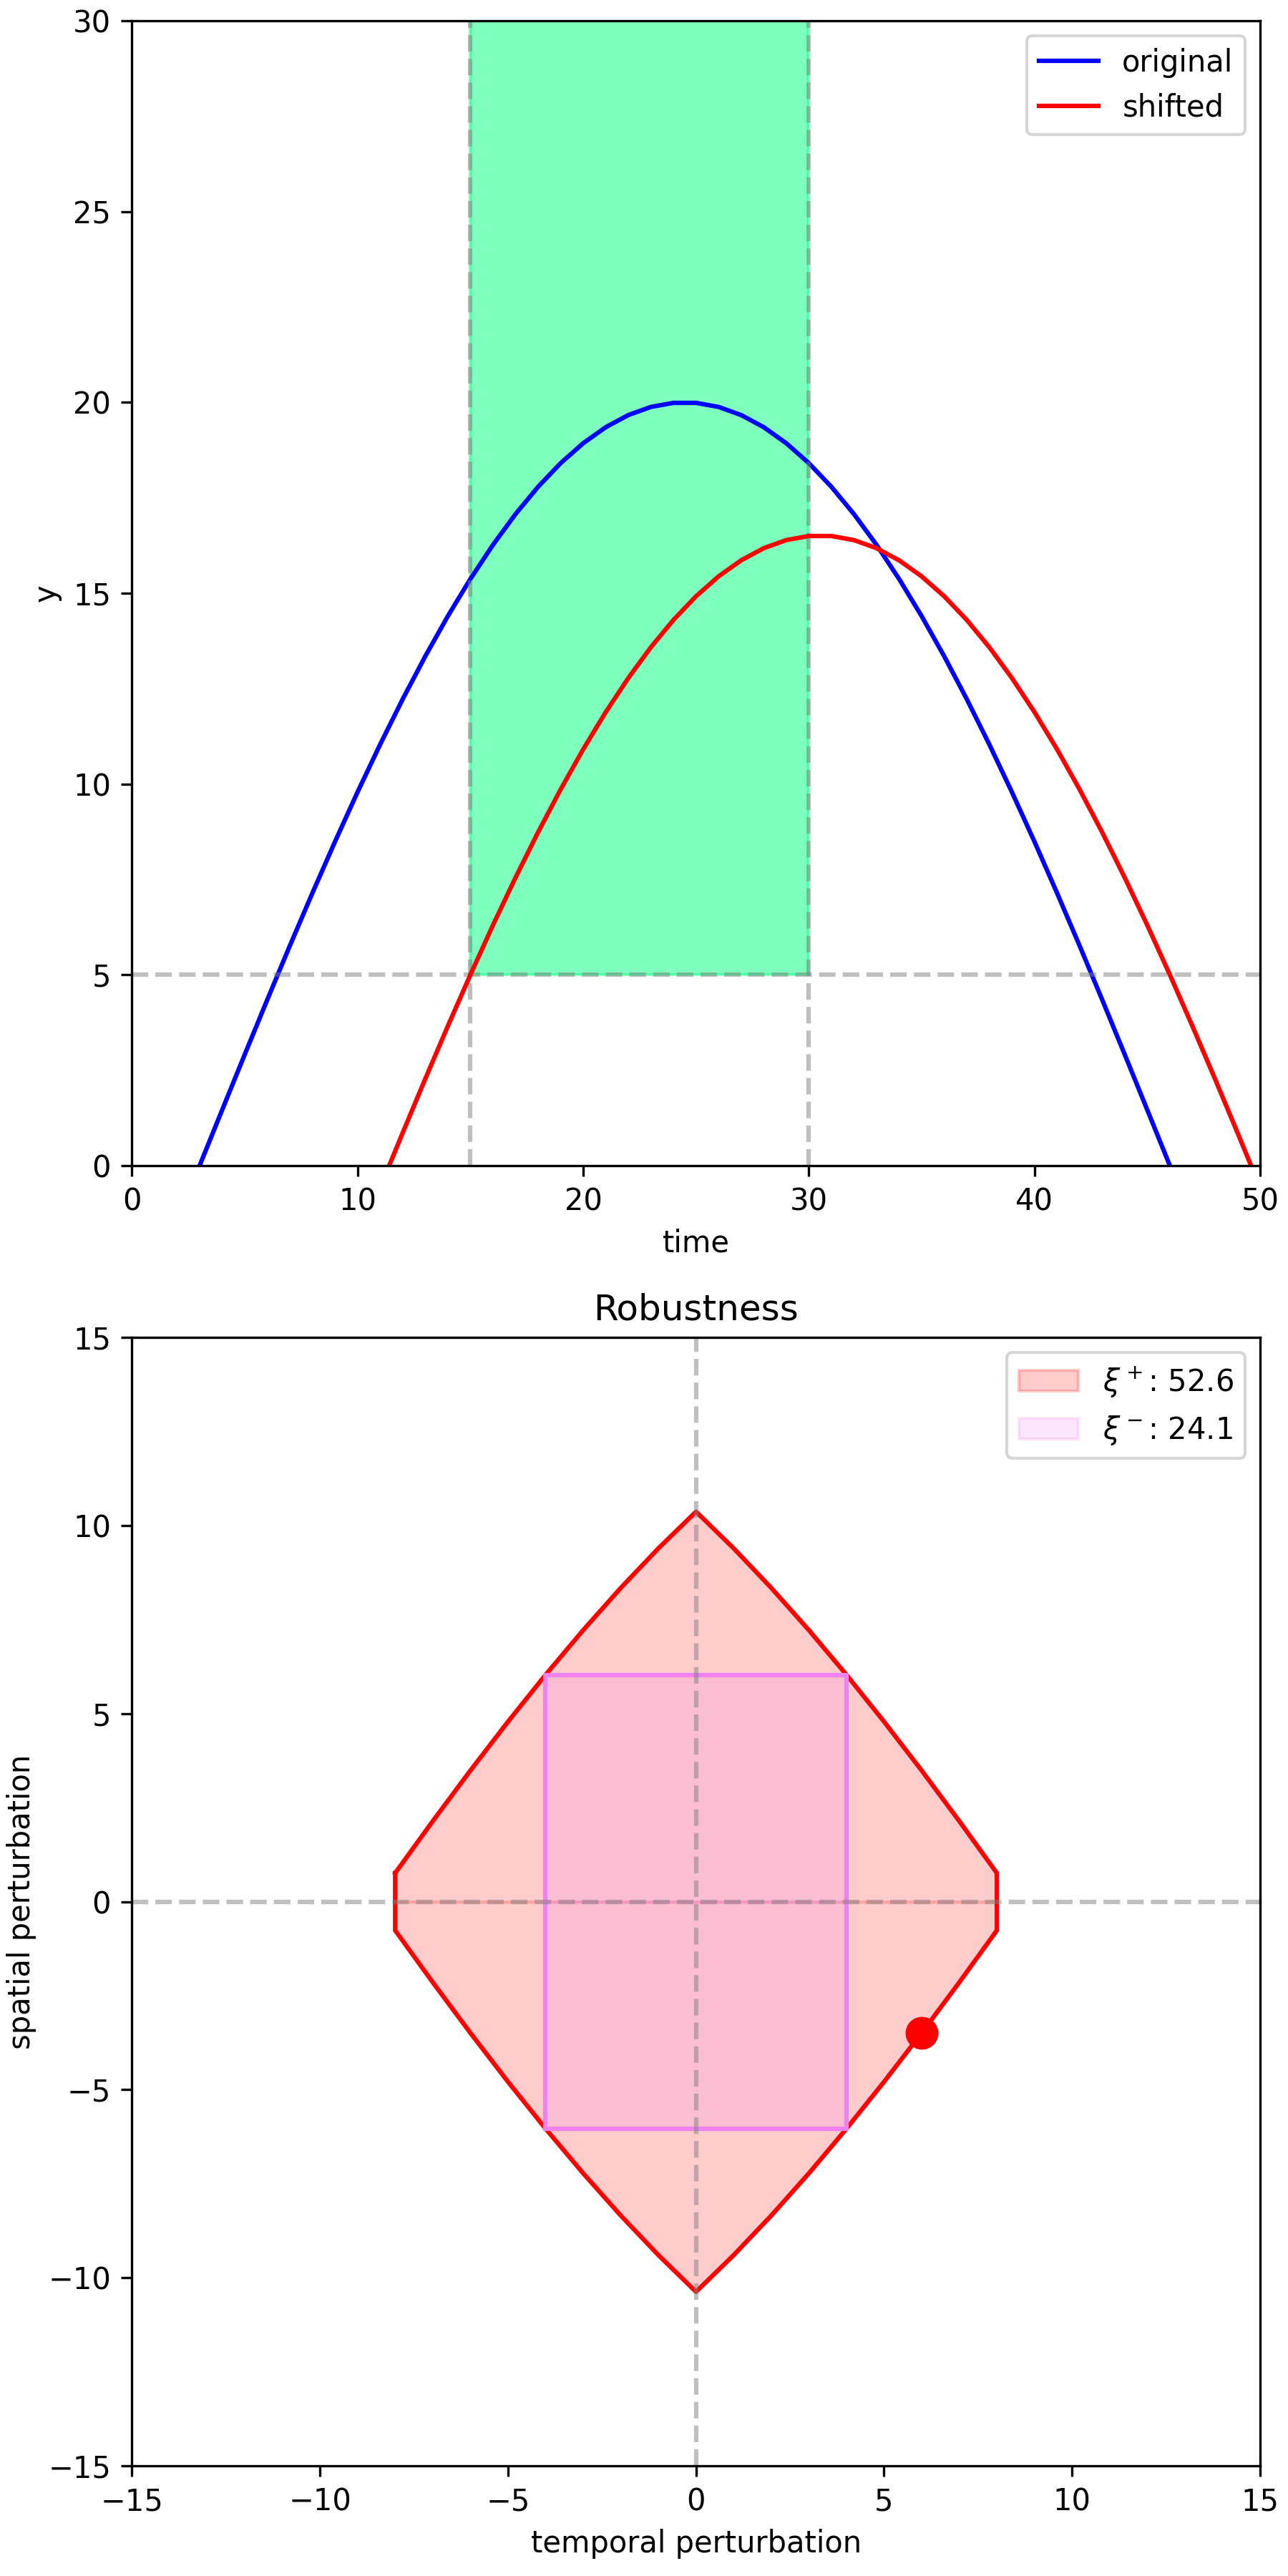 30
25
20
15
10
5
0
y
original
shifted
0 10 20 30 40 50
time
Robustness
15
10
5
0
−5
−10
−15
spatial perturbation
ξ⁺: 52.6
ξ⁻: 24.1
−15 −10 −5 0 5 10 15
temporal perturbation